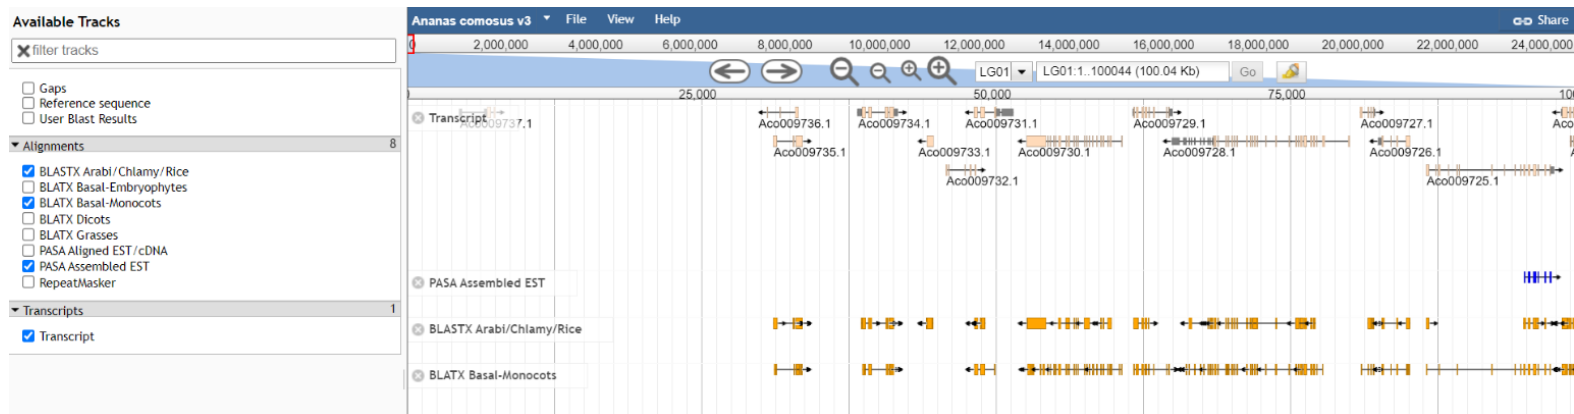 Available Tracks
filter tracks
Gaps
Reference sequence
User Blast Results
Alignments 8
BLASTX Arabi/Chlamy/Rice
BLATX Basal-Embryophytes
BLATX Basal-Monocots
BLATX Dicots
BLATX Grasses
PASA Aligned EST/cDNA
PASA Assembled EST
RepeatMasker
Transcripts 1
Transcript
Ananas comosus v3 File View Help Share
0 2,000,000 4,000,000 6,000,000 8,000,000 10,000,000 12,000,000 14,000,000 16,000,000 18,000,000 20,000,000 22,000,000 24,000,000
LG01 LG01:1..100044 (100.04 Kb) Go
25,000 50,000 75,000 100
Transcript
Aco009737.1 Aco009736.1 Aco009734.1 Aco009731.1 Aco009729.1 Aco009727.1 Aco
Aco009735.1 Aco009733.1 Aco009730.1 Aco009728.1 Aco009726.1
Aco009732.1 Aco009725.1
PASA Assembled EST
BLASTX Arabi/Chlamy/Rice
BLATX Basal-Monocots